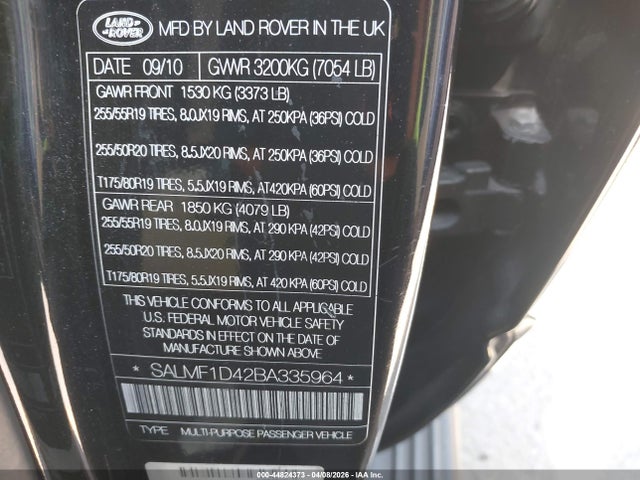 LAND ROVER
MFD BY LAND ROVER IN THE UK
DATE 09/10 GVWR 3200KG (7054 LB)
GAWR FRONT 1530 KG (3373 LB)
255/55R19 TIRES, 8.0JX19 RIMS, AT 250KPA (36PSI) COLD
255/50R20 TIRES, 8.5JX20 RIMS, AT 250KPA (36PSI) COLD
T175/80R19 TIRES, 5.5JX19 RIMS, AT420KPA (60PSI) COLD
GAWR REAR 1850 KG (4079 LB)
255/55R19 TIRES, 8.0JX19 RIMS, AT 290 KPA (42PSI) COLD
255/50R20 TIRES, 8.5JX20 RIMS, AT 290 KPA (42PSI) COLD
T175/80R19 TIRES, 5.5JX19 RIMS, AT 420 KPA (60PSI) COLD
THIS VEHICLE CONFORMS TO ALL APPLICABLE
U.S. FEDERAL MOTOR VEHICLE SAFETY
STANDARDS IN EFFECT ON THE DATE OF
MANUFACTURE SHOWN ABOVE
* SALMF1D42BA335964 *
TYPE MULTI-PURPOSE PASSENGER VEHICLE
000-44824373 - 04/08/2026 - IAAI.COM